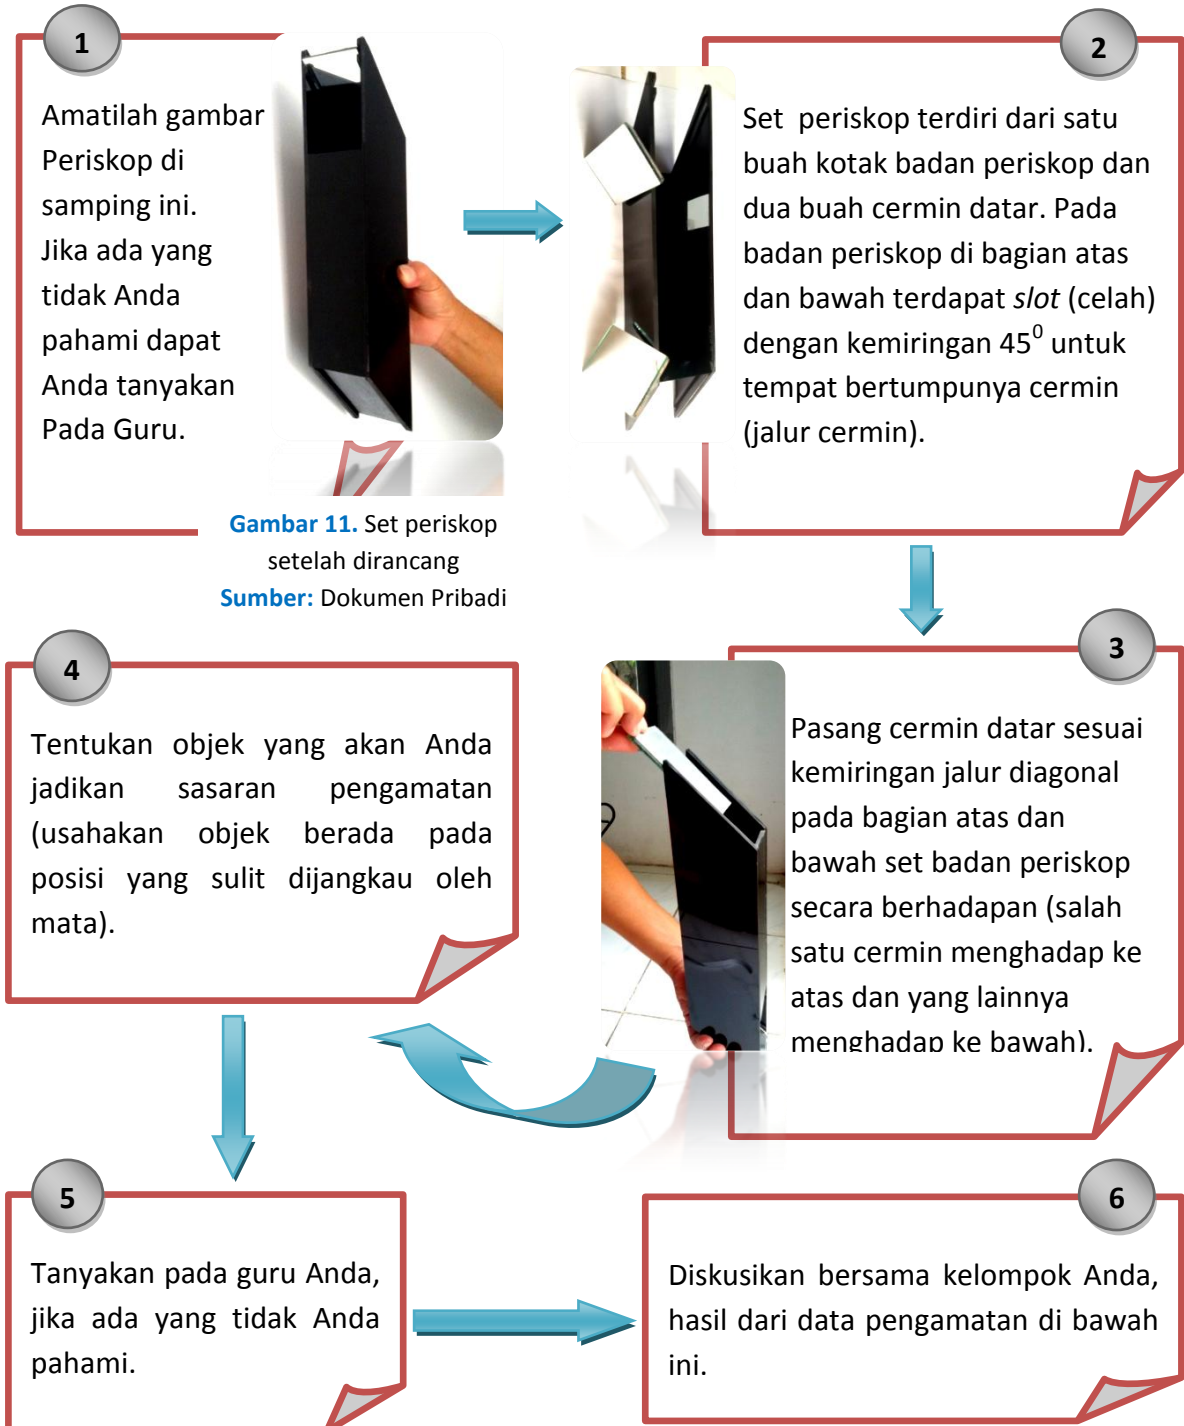 1
Amatilah gambar
Periskop di
samping ini.
Jika ada yang
tidak Anda
pahami dapat
Anda tanyakan
Pada Guru.
Gambar 11. Set periskop
setelah dirancang
Sumber: Dokumen Pribadi
2
Set periskop terdiri dari satu
buah kotak badan periskop dan
dua buah cermin datar. Pada
badan periskop di bagian atas
dan bawah terdapat slot (celah)
dengan kemiringan 45⁰ untuk
tempat bertumpunya cermin
(jalur cermin).
3
Pasang cermin datar sesuai
kemiringan jalur diagonal
pada bagian atas dan
bawah set badan periskop
secara berhadapan (salah
satu cermin menghadap ke
atas dan yang lainnya
menghadap ke bawah).
4
Tentukan objek yang akan Anda
jadikan sasaran pengamatan
(usahakan objek berada pada
posisi yang sulit dijangkau oleh
mata).
5
Tanyakan pada guru Anda,
jika ada yang tidak Anda
pahami.
6
Diskusikan bersama kelompok Anda,
hasil dari data pengamatan di bawah
ini.